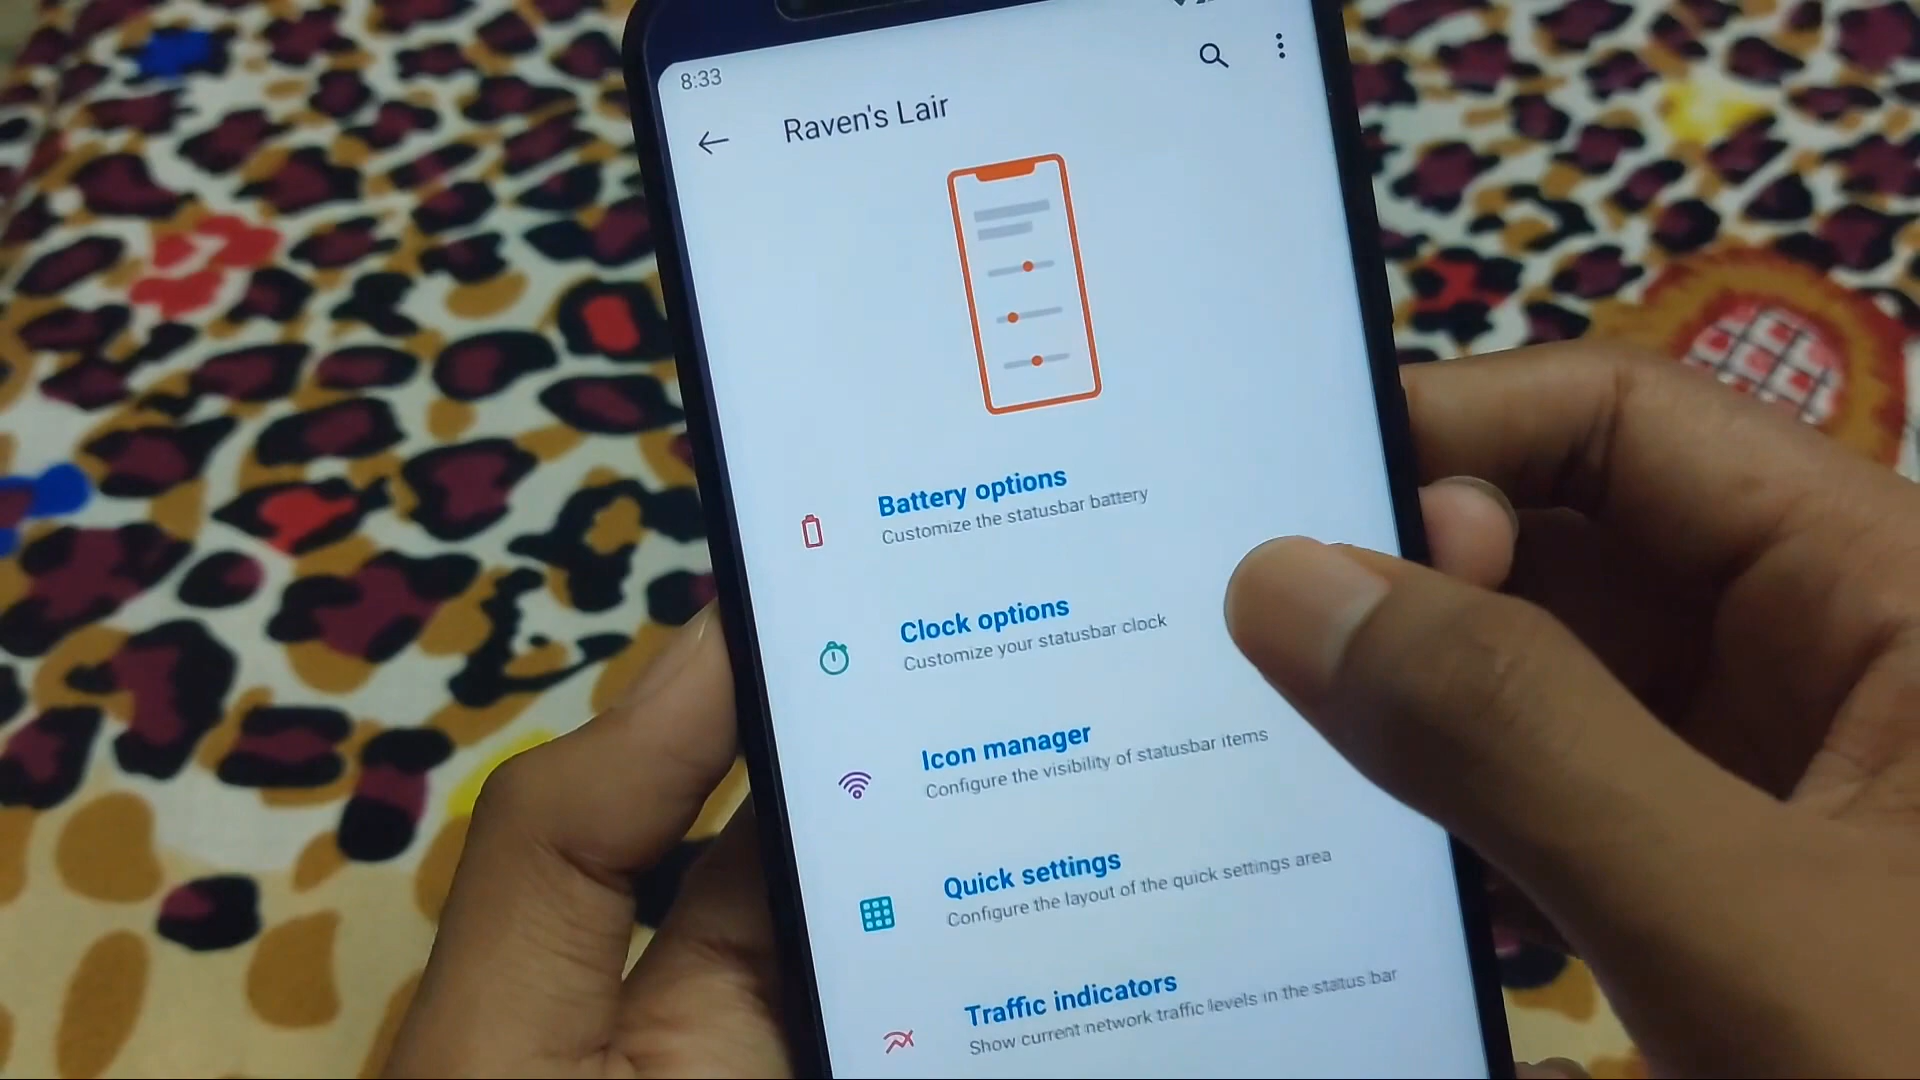 8:33
Raven's Lair
Battery options
Customize the statusbar battery
Clock options
Customize your statusbar clock
Icon manager
Configure the visibility of statusbar items
Quick settings
Configure the layout of the quick settings area
Traffic indicators
Show current network traffic levels in the status bar